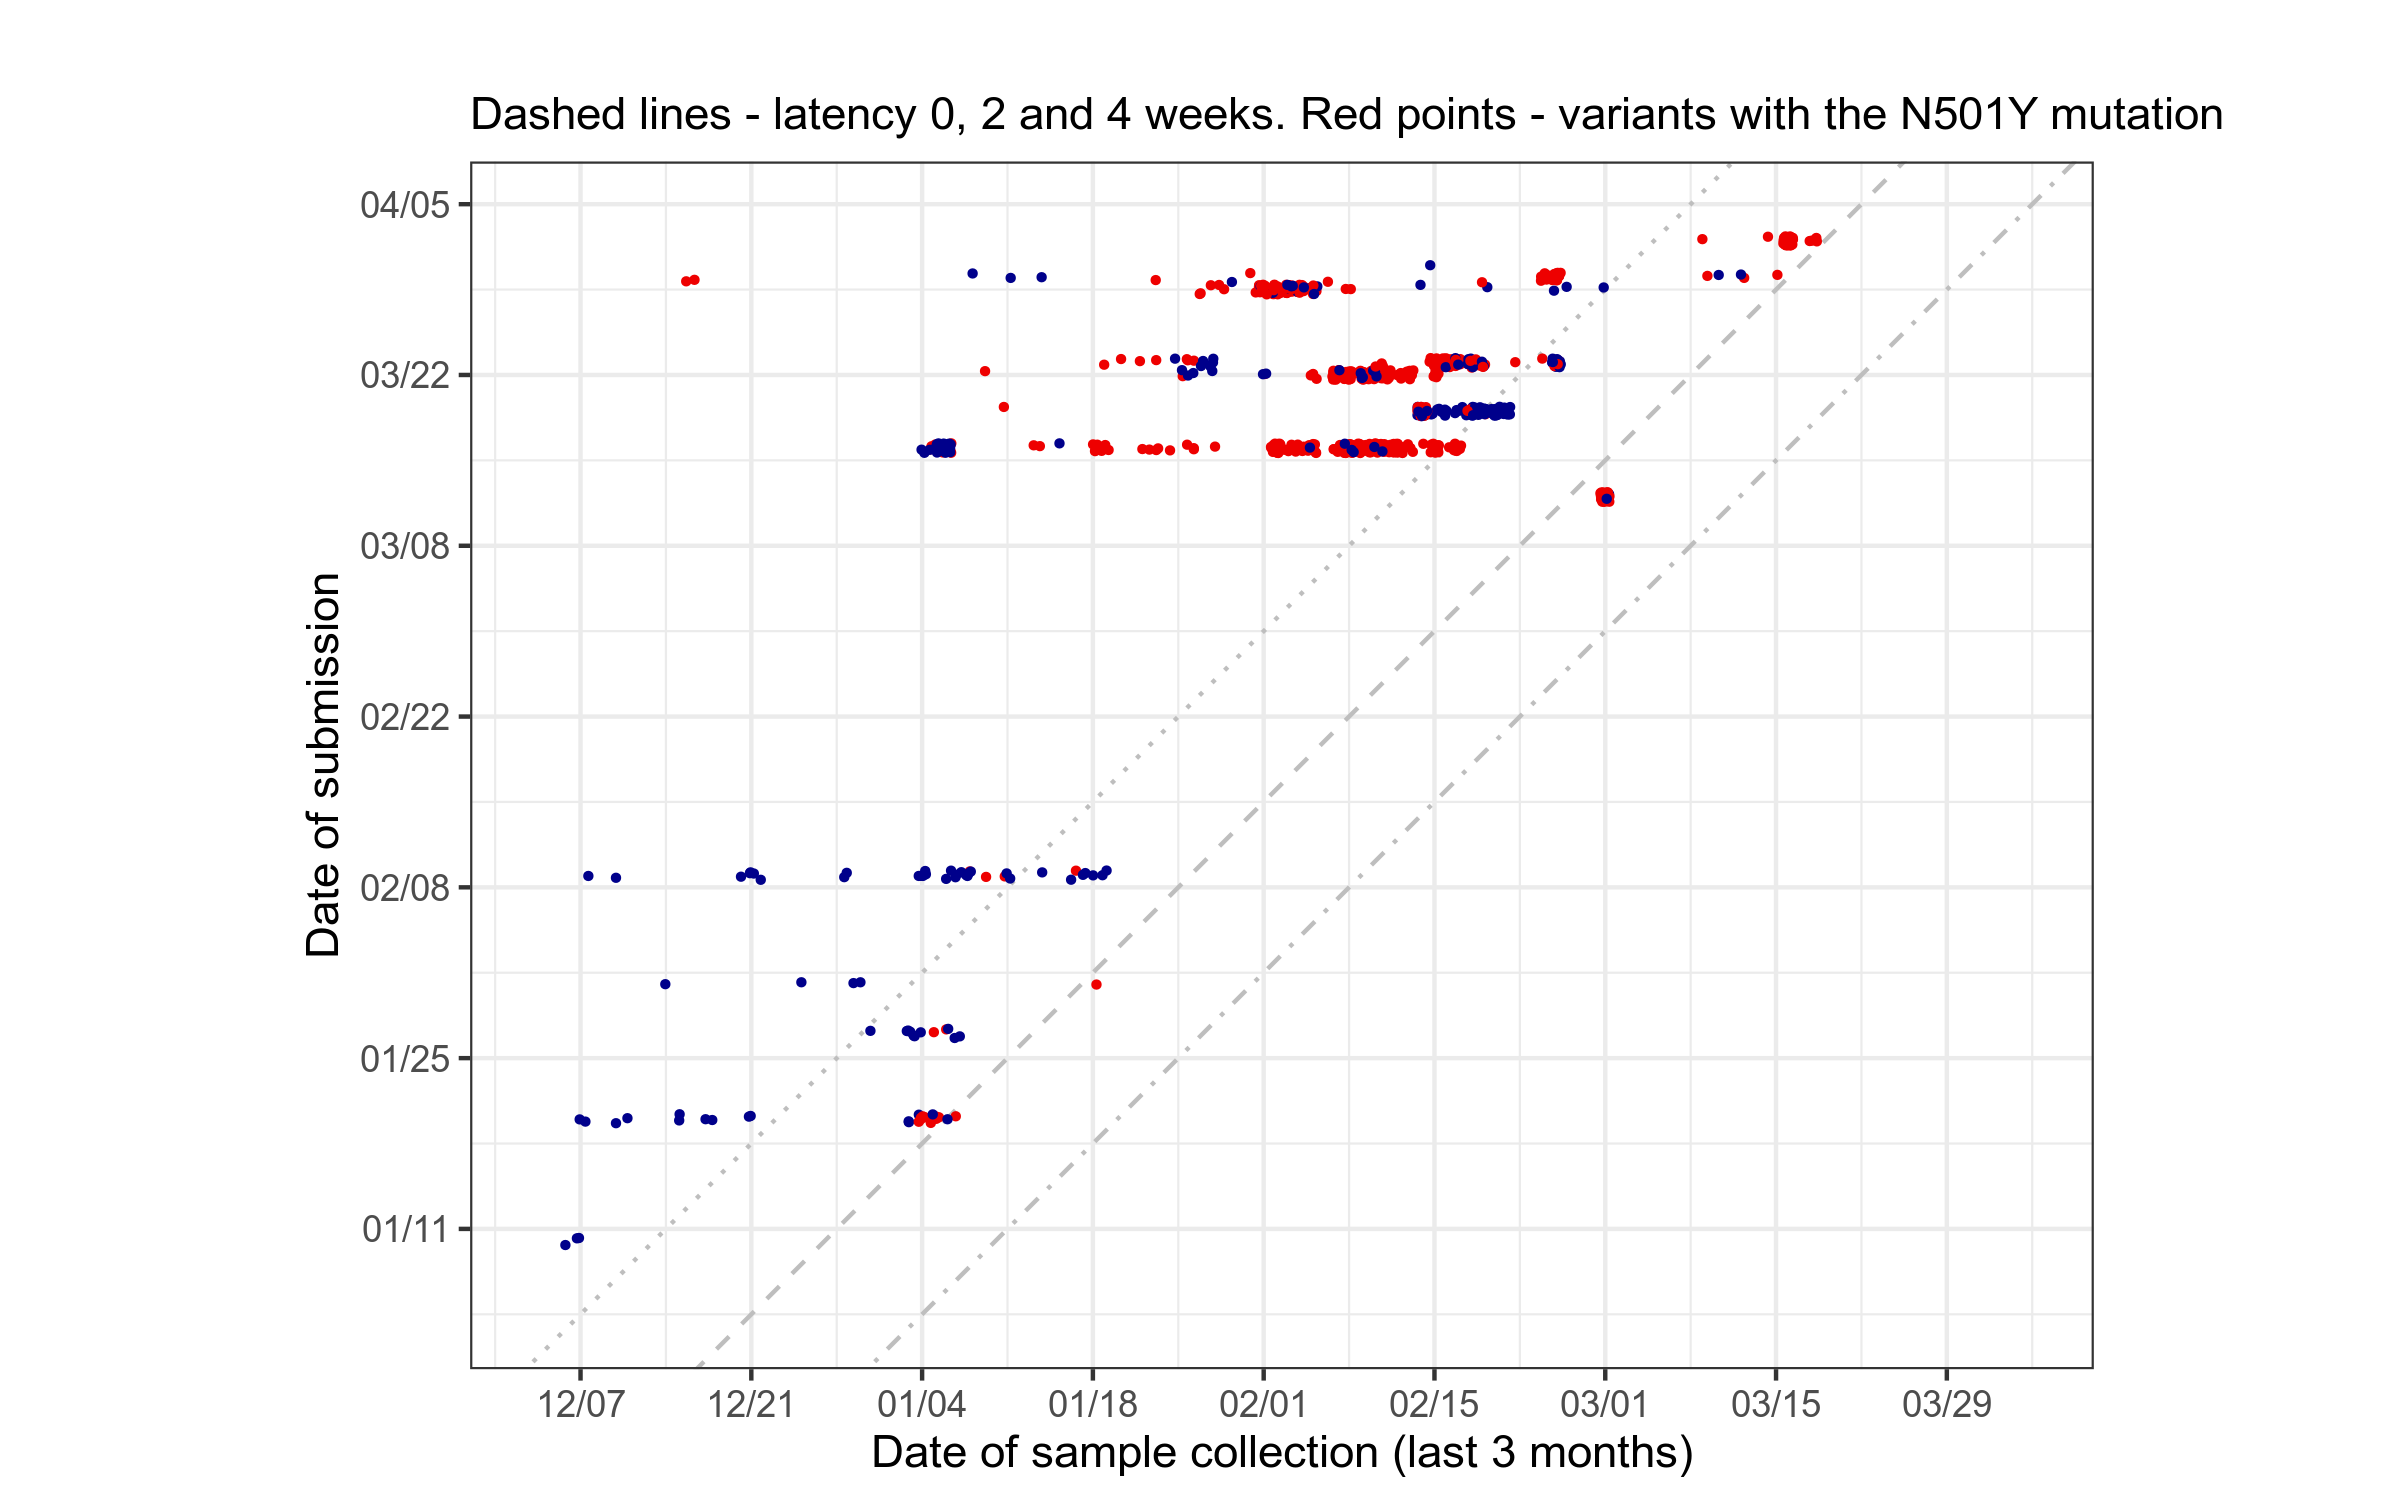 Dashed lines - latency 0, 2 and 4 weeks. Red points - variants with the N501Y mutation
Date of submission
04/05
03/22
03/08
02/22
02/08
01/25
01/11
12/07 12/21 01/04 01/18 02/01 02/15 03/01 03/15 03/29
Date of sample collection (last 3 months)